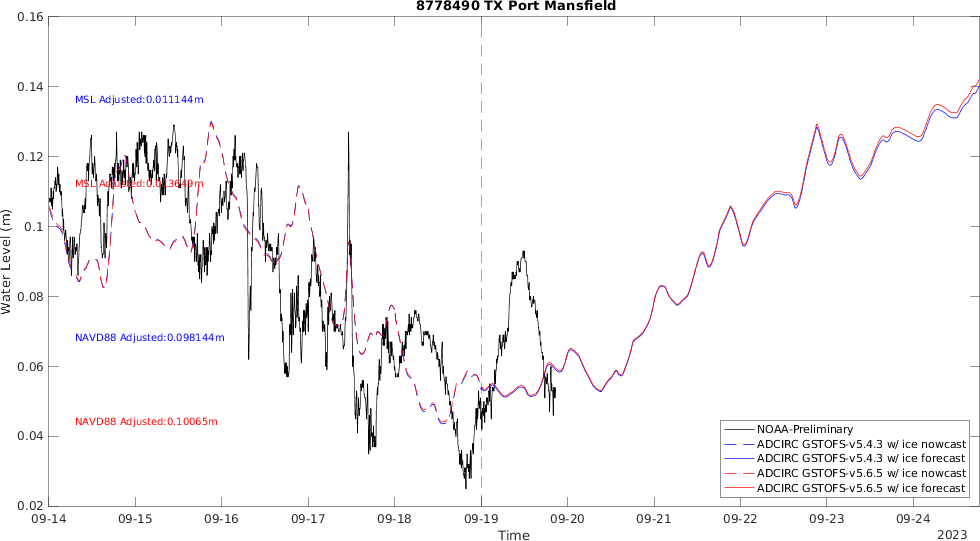 8778490 TX Port Mansfield
0.16
0.14
0.12
0.1
0.08
0.06
0.04
0.02
Water Level (m)
MSL Adjusted:0.011144m
MSL Adjusted:0.013649m
NAVD88 Adjusted:0.098144m
NAVD88 Adjusted:0.10065m
NOAA-Preliminary
ADCIRC GSTOFS-v5.4.3 w/ ice nowcast
ADCIRC GSTOFS-v5.4.3 w/ ice forecast
ADCIRC GSTOFS-v5.6.5 w/ ice nowcast
ADCIRC GSTOFS-v5.6.5 w/ ice forecast
09-14 09-15 09-16 09-17 09-18 09-19 09-20 09-21 09-22 09-23 09-24
Time
2023